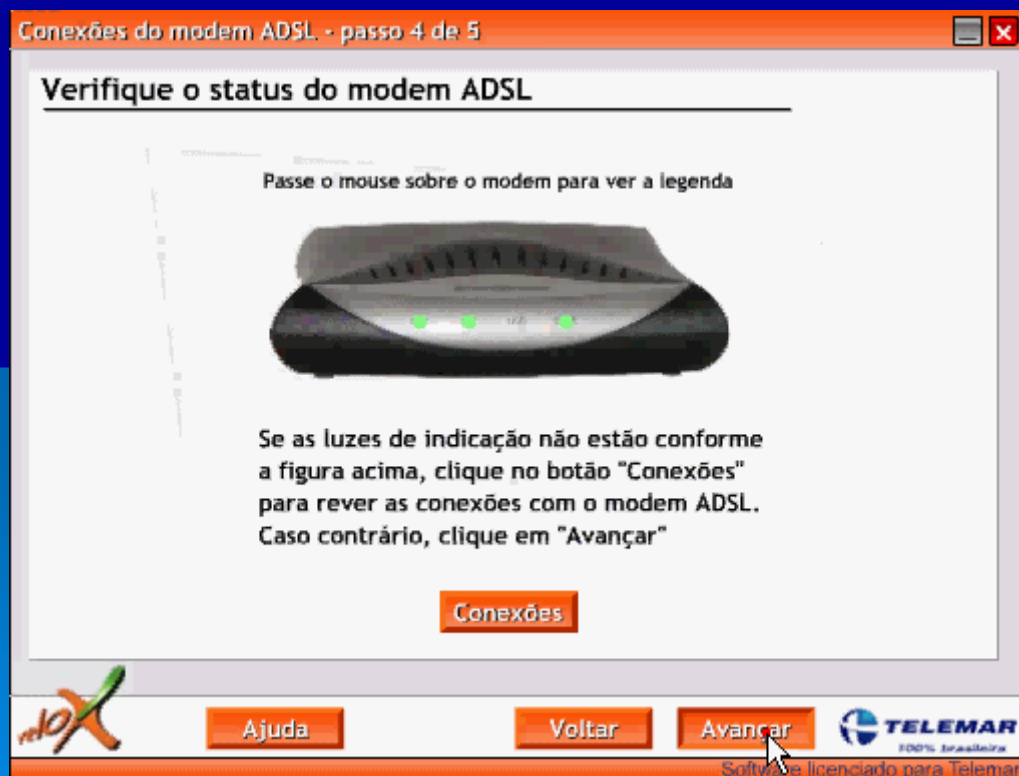 Conexões do modem ADSL - passo 4 de 5
Verifique o status do modem ADSL
Passe o mouse sobre o modem para ver a legenda
Se as luzes de indicação não estão conforme
a figura acima, clique no botão "Conexões"
para rever as conexões com o modem ADSL.
Caso contrário, clique em "Avançar"
Conexões
velox
Ajuda
Voltar
Avançar
TELEMAR
100% brasileira
Software licenciado para Telemar